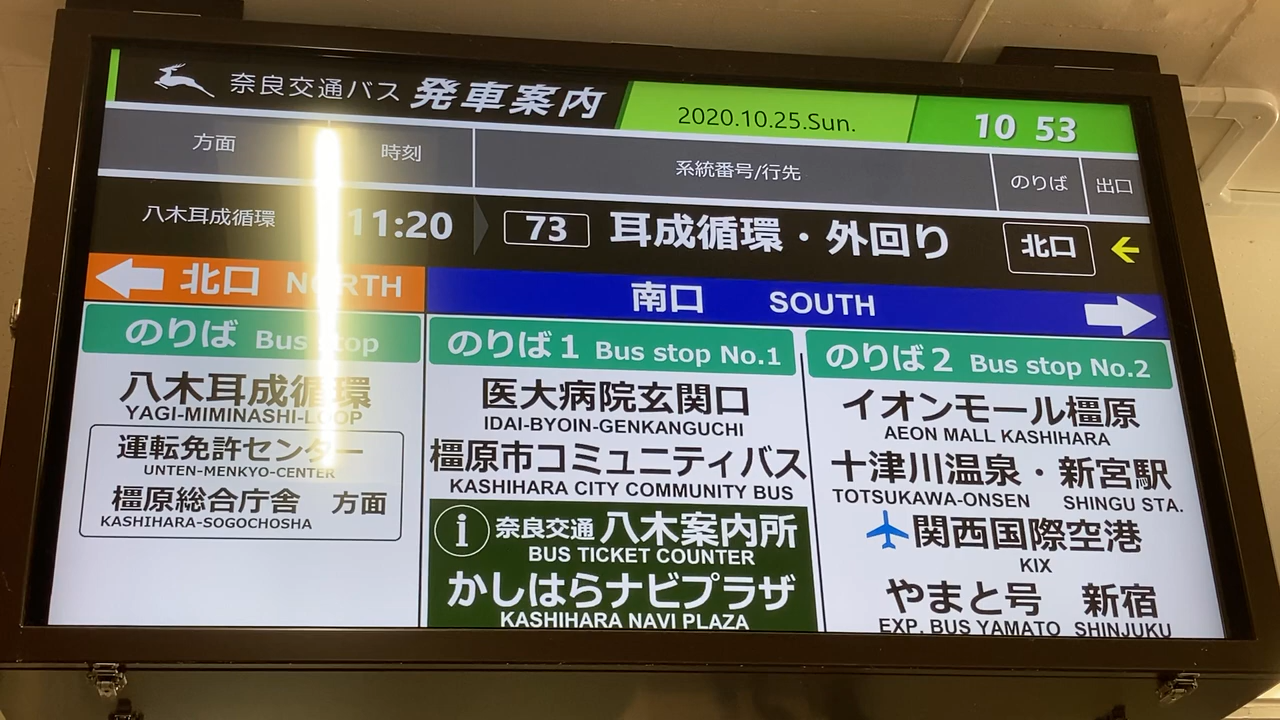 奈良交通バス 発車案内 2020.10.25.Sun. 10 53
方面 時刻 系統番号/行先 のりば 出口
八木耳成循環 11:20 73 耳成循環・外回り 北口 ←
← 北口 NORTH 南口 SOUTH →
のりば Bus stop
八木耳成循環
YAGI-MIMINASHI-LOOP
運転免許センター
UNTEN-MENKYO-CENTER
橿原総合庁舎 方面
KASHIHARA-SOGOCHOSHA
のりば1 Bus stop No.1
医大病院玄関口
IDAI-BYOIN-GENKANGUCHI
橿原市コミュニティバス
KASHIHARA CITY COMMUNITY BUS
i 奈良交通 八木案内所
BUS TICKET COUNTER
かしはらナビプラザ
KASHIHARA NAVI PLAZA
のりば2 Bus stop No.2
イオンモール橿原
AEON MALL KASHIHARA
十津川温泉・新宮駅
TOTSUKAWA-ONSEN SHINGU STA.
関西国際空港
KIX
やまと号 新宿
EXP. BUS YAMATO SHINJUKU